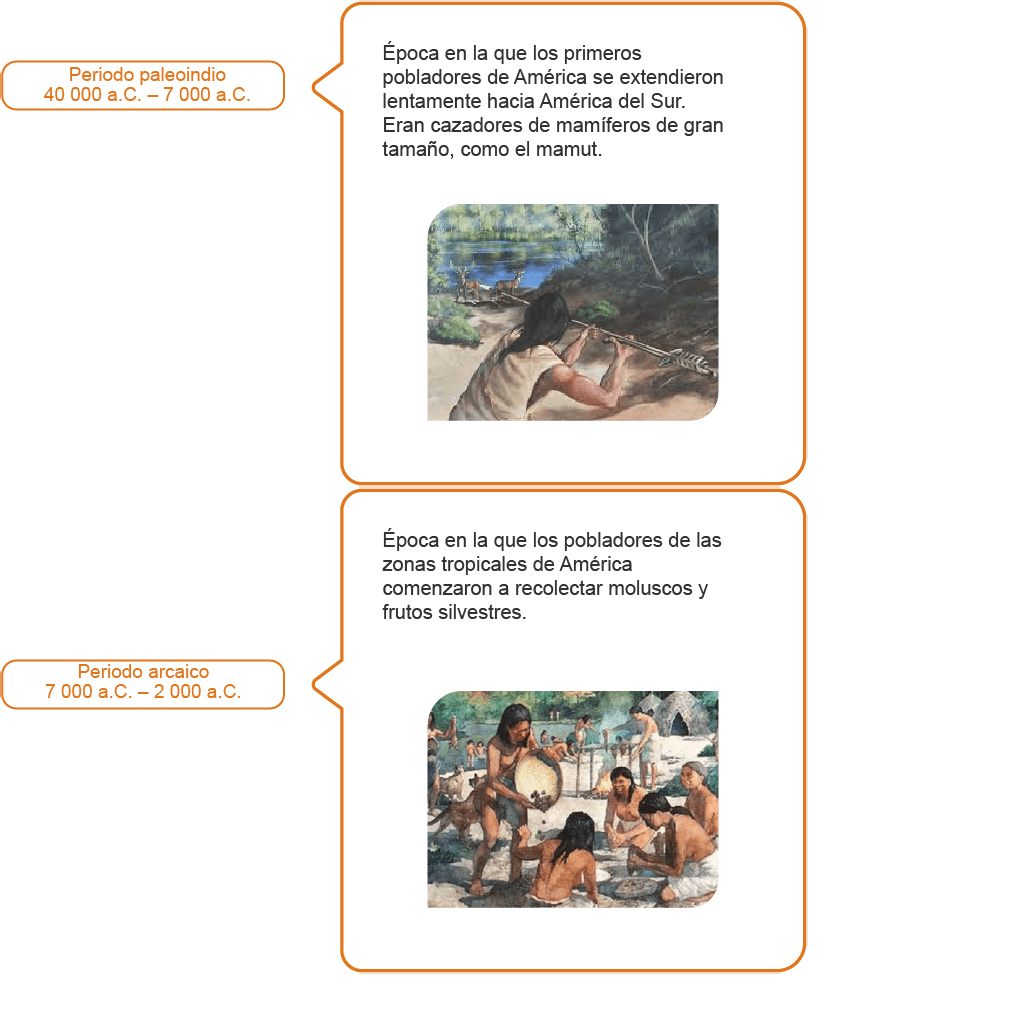 Periodo paleoindio
40 000 a.C. – 7 000 a.C.
Época en la que los primeros
pobladores de América se extendieron
lentamente hacia América del Sur.
Eran cazadores de mamíferos de gran
tamaño, como el mamut.
Periodo arcaico
7 000 a.C. – 2 000 a.C.
Época en la que los pobladores de las
zonas tropicales de América
comenzaron a recolectar moluscos y
frutos silvestres.